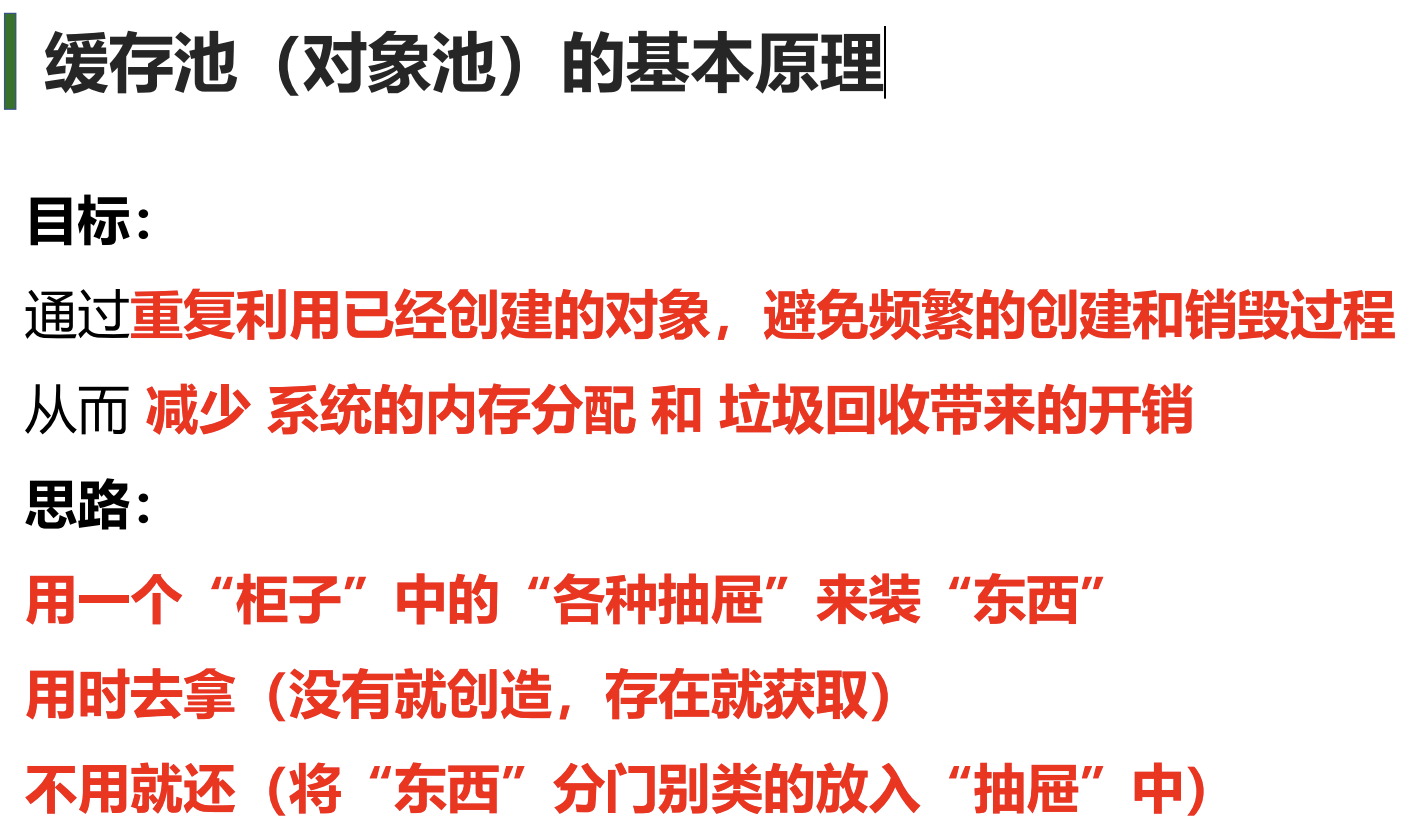 缓存池（对象池）的基本原理
目标：
通过重复利用已经创建的对象，避免频繁的创建和销毁过程
从而 减少 系统的内存分配 和 垃圾回收带来的开销
思路：
用一个“柜子”中的“各种抽屉”来装“东西”
用时去拿（没有就创造，存在就获取）
不用就还（将“东西”分门别类的放入“抽屉”中）